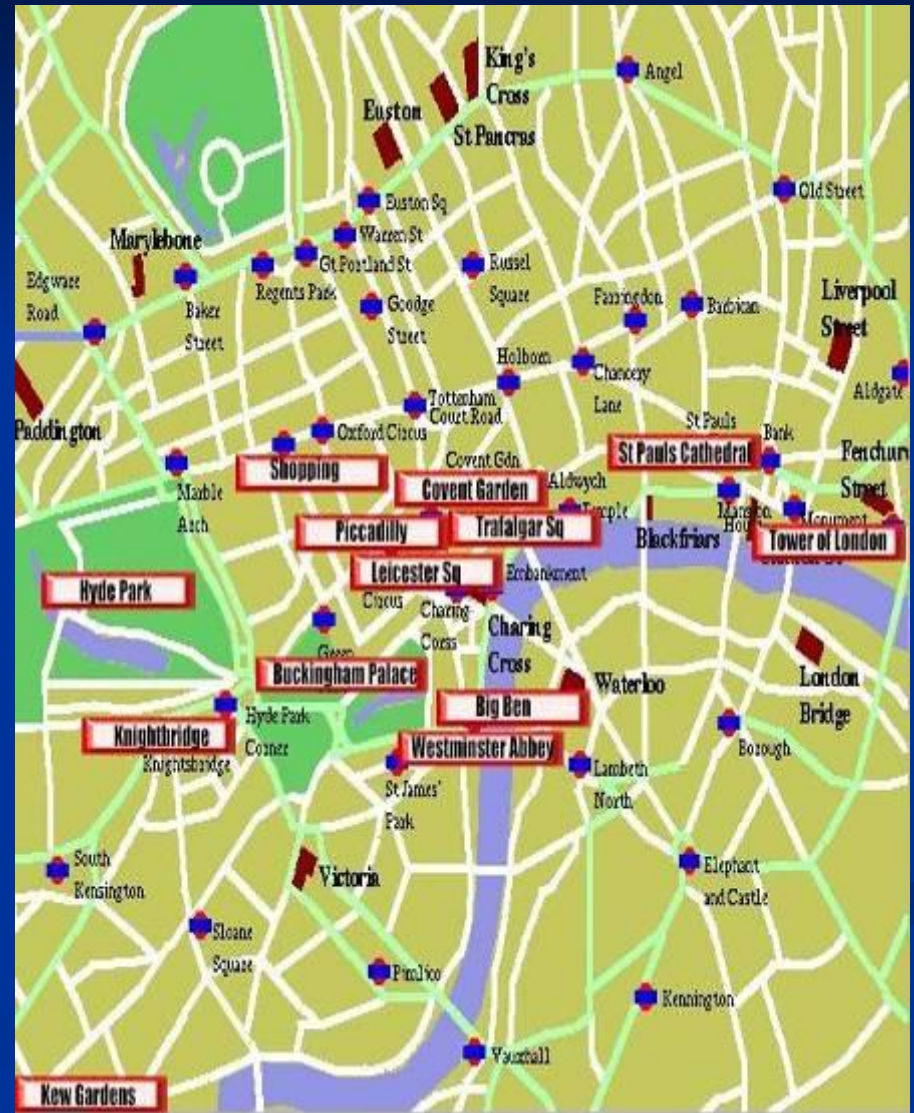 King's
Cross
Angel
Euston
St Pancras
Old Street
Euston Sq
Warren St
Marylebone
Gt Portland St
Russel
Square
Edgware
Road
Regents Park
Baker
Street
Goodge
Street
Farringdon
Barbican
Liverpool
Street
Holborn
Chancery
Lane
Aldgate
Paddington
Tottenham
Court Road
Oxford Circus
St Pauls
Bank
Shopping
Covent Gdn
St Pauls Cathedral
Fenchur
Street
Marble
Arch
Covent Garden
Aldwych
Temple
Mansion
Monument
Piccadilly
Trafalgar Sq
Blackfriars
Tower of London
Leicester Sq
Embankment
Hyde Park
Circus
Charing
Coess
Charing
Cross
Green
Buckingham Palace
Waterloo
London
Bridge
Big Ben
Hyde Park
Corner
Knightbridge
Knightsbridge
Westminster Abbey
Borough
St James'
Park
Lambeth
North
South
Kensington
Victoria
Elephant
and Castle
Sloane
Square
Pimlico
Kennington
Vauxhall
Kew Gardens